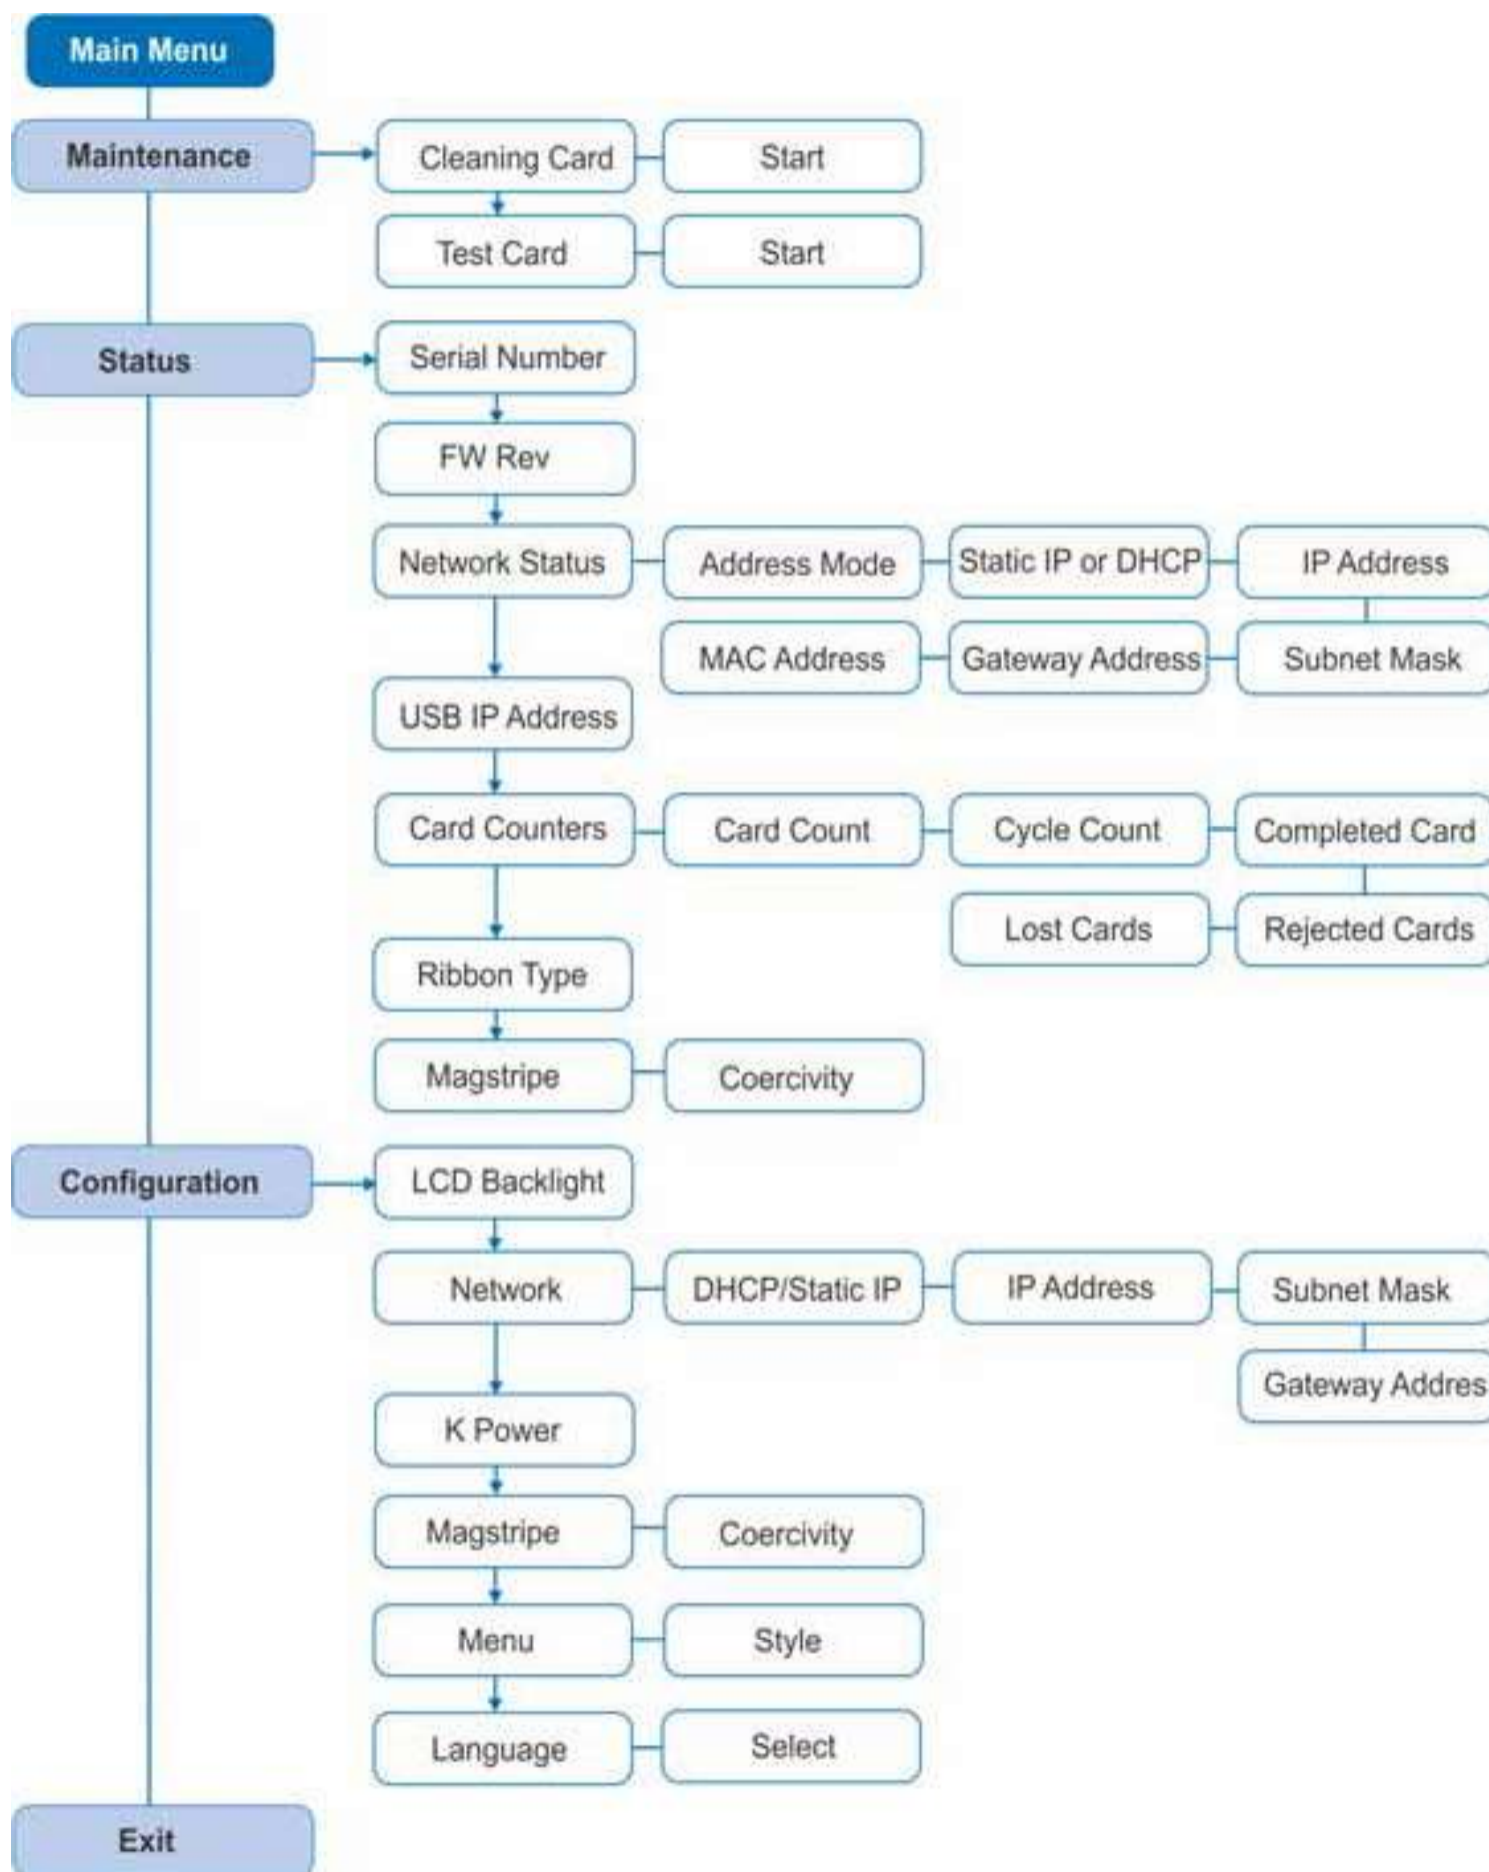 Main Menu
Maintenance
Cleaning Card
Start
Test Card
Start
Status
Serial Number
FW Rev
Network Status
Address Mode
Static IP or DHCP
IP Address
MAC Address
Gateway Address
Subnet Mask
USB IP Address
Card Counters
Card Count
Cycle Count
Completed Card
Lost Cards
Rejected Cards
Ribbon Type
Magstripe
Coercivity
Configuration
LCD Backlight
Network
DHCP/Static IP
IP Address
Subnet Mask
Gateway Addres
K Power
Magstripe
Coercivity
Menu
Style
Language
Select
Exit